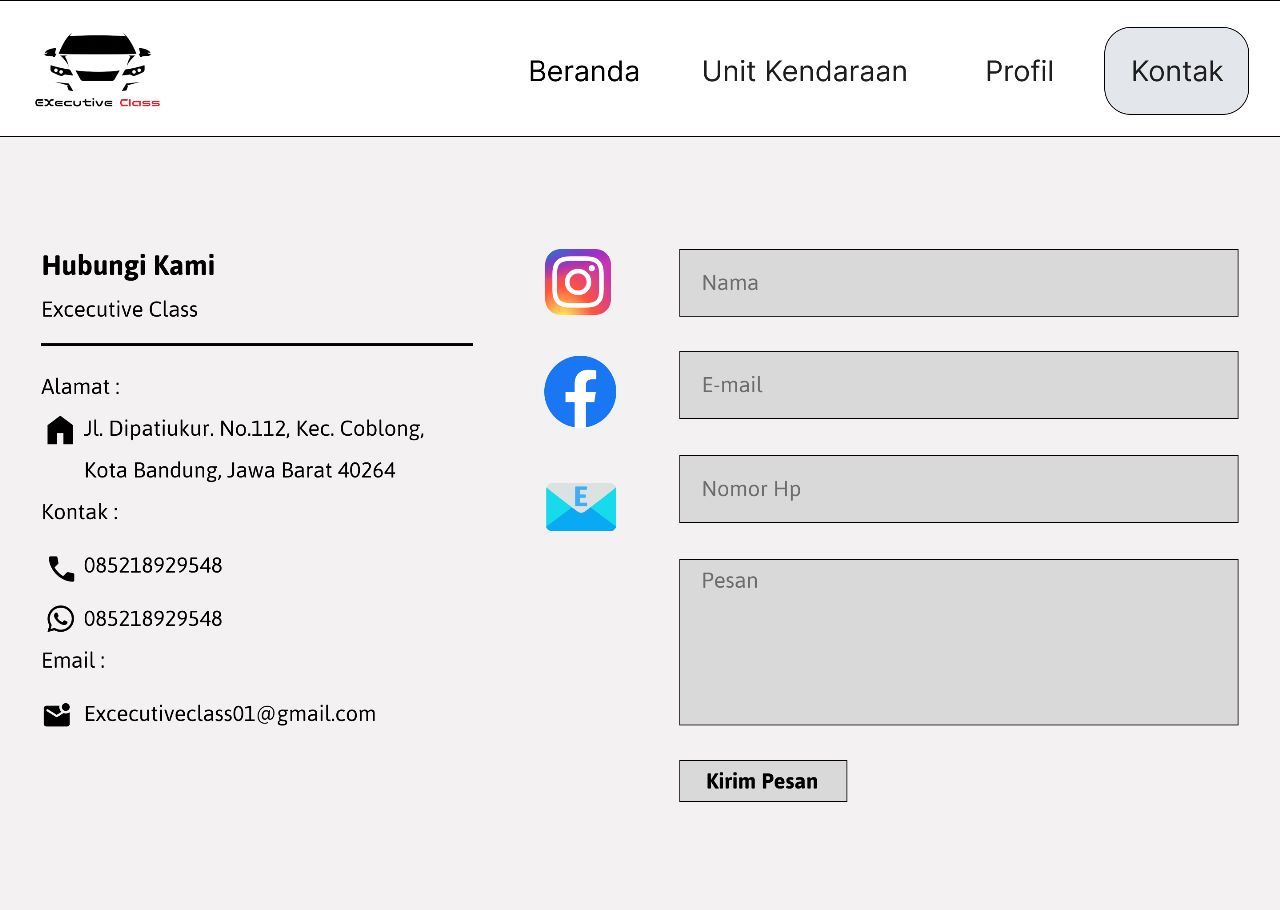 EXecutive Class
Beranda
Unit Kendaraan
Profil
Kontak
Hubungi Kami
Excecutive Class
Alamat :
Jl. Dipatiukur. No.112, Kec. Coblong,
Kota Bandung, Jawa Barat 40264
Kontak :
085218929548
085218929548
Email :
Excecutiveclass01@gmail.com
E
Nama
E-mail
Nomor Hp
Pesan
Kirim Pesan